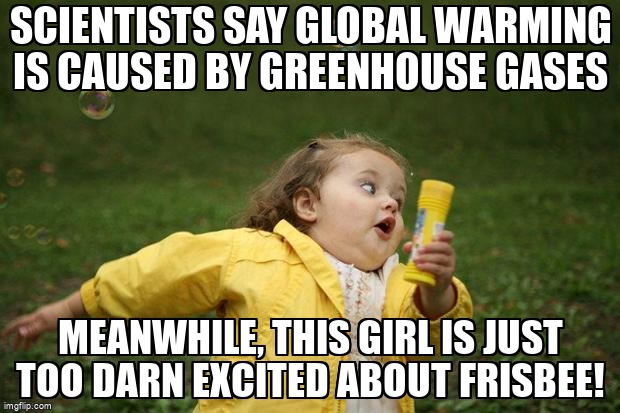 SCIENTISTS SAY GLOBAL WARMING
IS CAUSED BY GREENHOUSE GASES
MEANWHILE, THIS GIRL IS JUST
TOO DARN EXCITED ABOUT FRISBEE!
imgflip.com